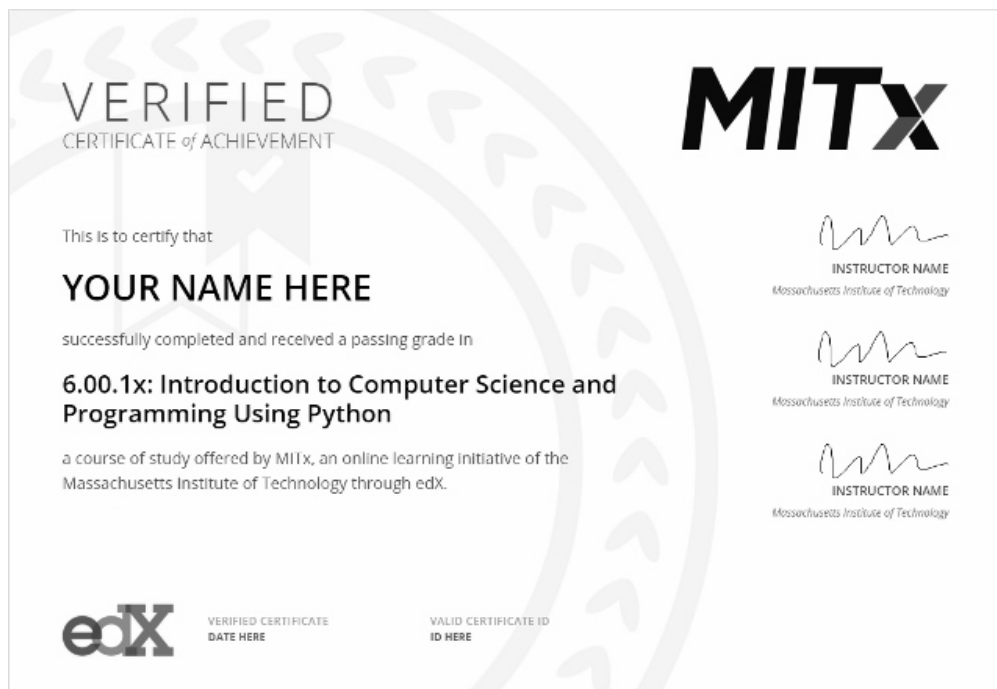 VERIFIED
CERTIFICATE of ACHIEVEMENT
MITx
This is to certify that
YOUR NAME HERE
successfully completed and received a passing grade in
6.00.1x: Introduction to Computer Science and
Programming Using Python
a course of study offered by MITx, an online learning initiative of the
Massachusetts Institute of Technology through edX.
INSTRUCTOR NAME
Massachusetts Institute of Technology
INSTRUCTOR NAME
Massachusetts Institute of Technology
INSTRUCTOR NAME
Massachusetts Institute of Technology
edX
VERIFIED CERTIFICATE
DATE HERE
VALID CERTIFICATE ID
ID HERE